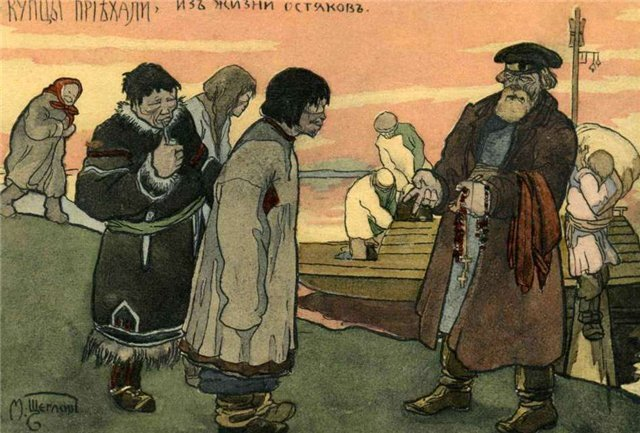 КУПЦЫ ПРІѢХАЛИ, ИЗЪ ЖИЗНИ ОСТЯКОВЪ.
М. ЩЕГЛОВЪ